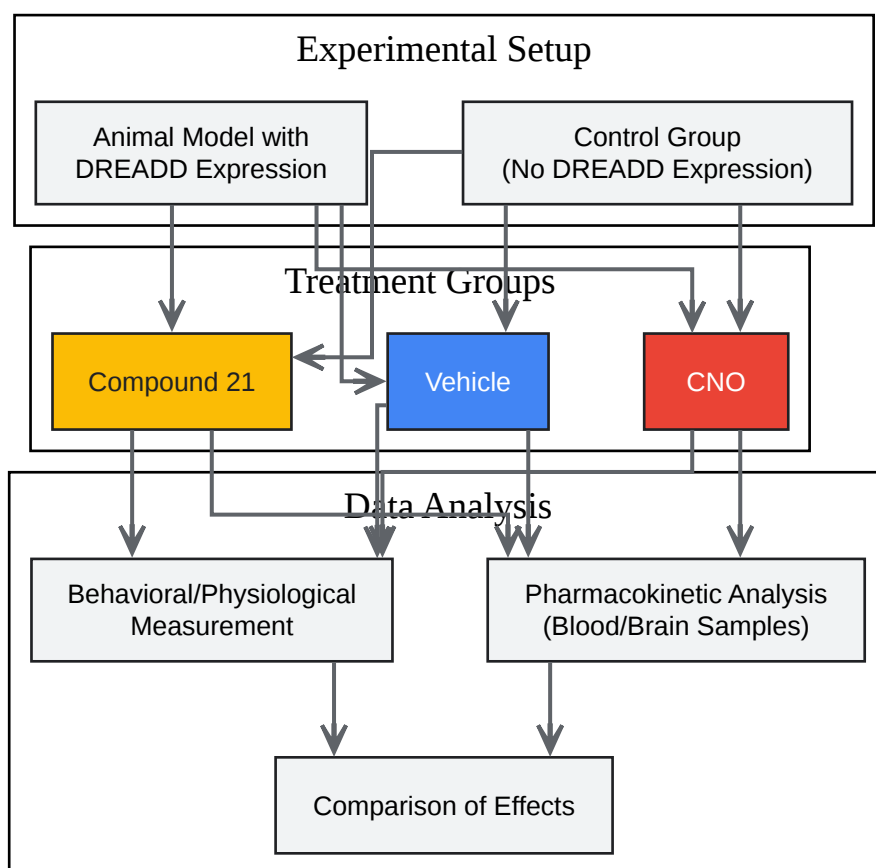 Experimental Setup
Animal Model with
DREADD Expression
Control Group
(No DREADD Expression)
Treatment Groups
Compound 21
Vehicle
CNO
Data Analysis
Behavioral/Physiological
Measurement
Pharmacokinetic Analysis
(Blood/Brain Samples)
Comparison of Effects